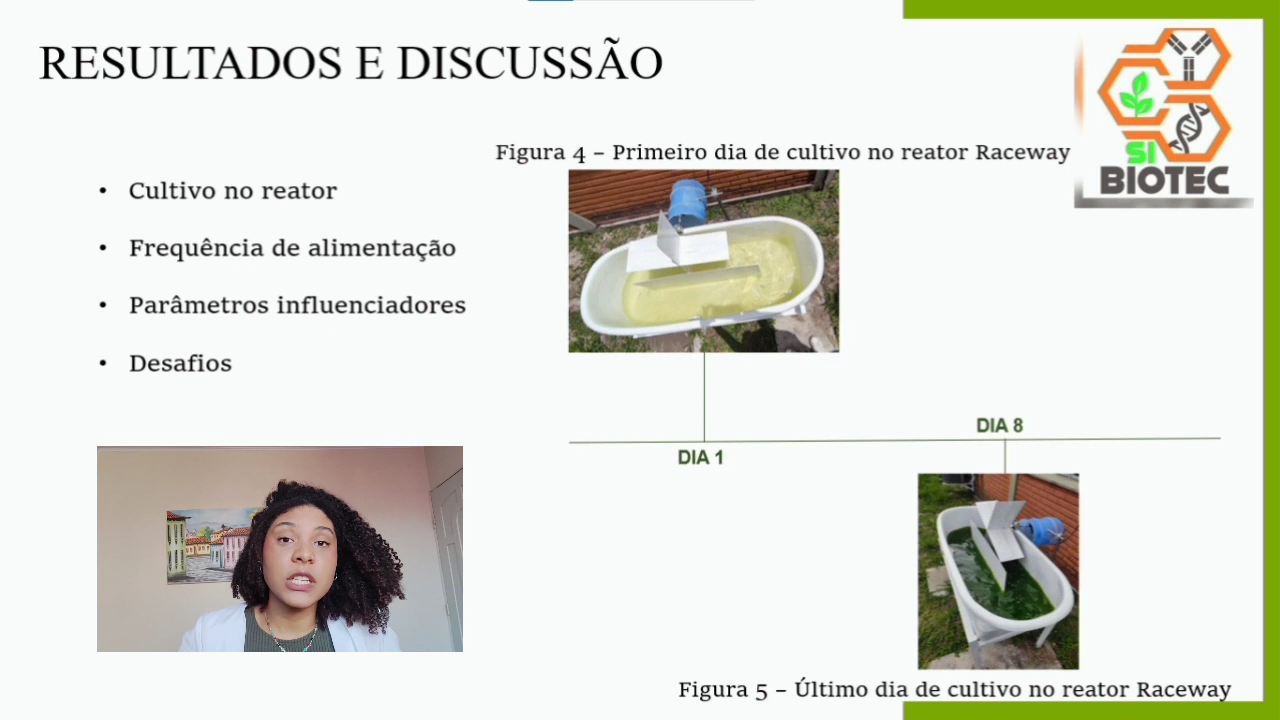 RESULTADOS E DISCUSSÃO
SI
BIOTEC
Figura 4 – Primeiro dia de cultivo no reator Raceway
• Cultivo no reator
• Frequência de alimentação
• Parâmetros influenciadores
• Desafios
DIA 1
DIA 8
Figura 5 – Último dia de cultivo no reator Raceway